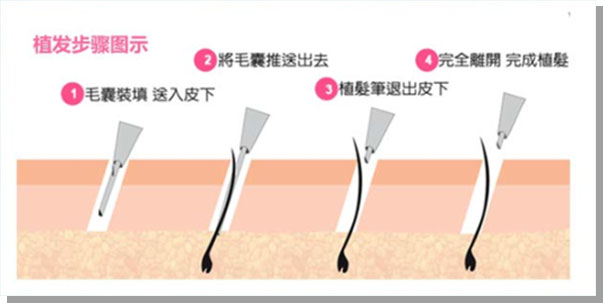 植发步骤图示
1 毛囊裝填 送入皮下
2 將毛囊推送出去
3 植髮筆退出皮下
4 完全離開 完成植髮